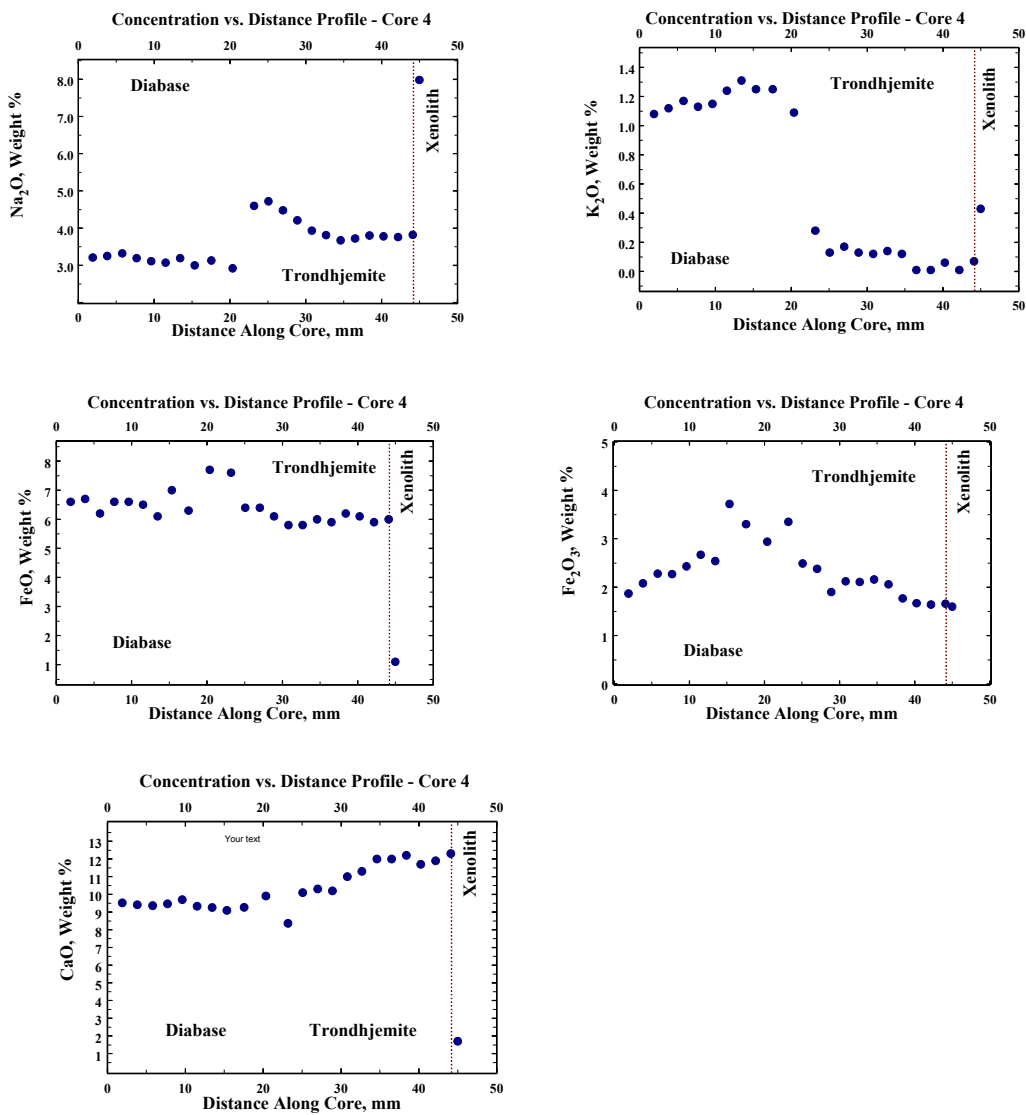 Concentration vs. Distance Profile - Core 4
0 10 20 30 40 50
Na2O, Weight %
8.0
7.0
6.0
5.0
4.0
3.0
Diabase
Trondhjemite
Xenolith
0 10 20 30 40 50
Distance Along Core, mm
Concentration vs. Distance Profile - Core 4
0 10 20 30 40 50
K2O, Weight %
1.4
1.2
1.0
0.8
0.6
0.4
0.2
0.0
Trondhjemite
Xenolith
Diabase
0 10 20 30 40 50
Distance Along Core, mm
Concentration vs. Distance Profile - Core 4
0 10 20 30 40 50
FeO, Weight %
8
7
6
5
4
3
2
1
Trondhjemite
Xenolith
Diabase
0 10 20 30 40 50
Distance Along Core, mm
Concentration vs. Distance Profile - Core 4
0 10 20 30 40 50
Fe2O3, Weight %
5
4
3
2
1
0
Trondhjemite
Xenolith
Diabase
0 10 20 30 40 50
Distance Along Core, mm
Concentration vs. Distance Profile - Core 4
0 10 20 30 40 50
CaO, Weight %
13
12
11
10
9
8
7
6
5
4
3
2
1
Your text
Xenolith
Diabase
Trondhjemite
0 10 20 30 40 50
Distance Along Core, mm